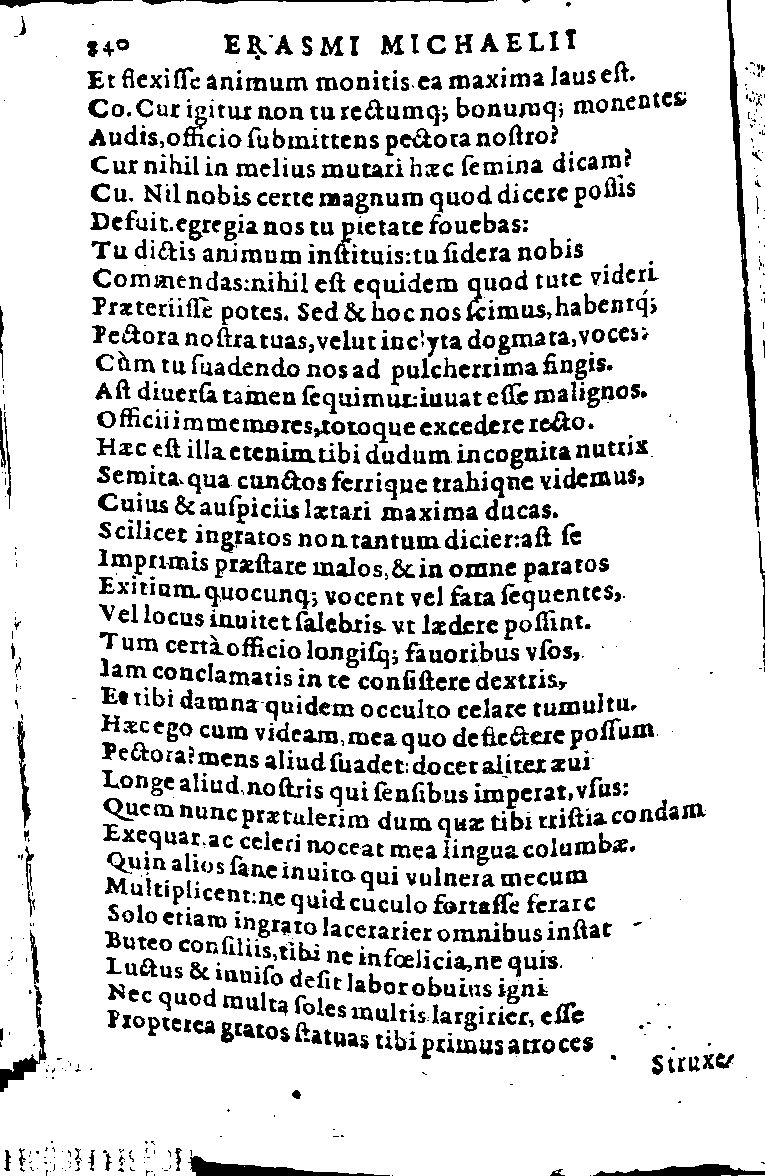 840 ERASMI MICHAELII
Et flexiſſe animum monitis ea maxima laus eſt.
Co. Cur igitur non tu rectumq; bonumq; monentes
Audis, officio ſubmittens pectora noſtro?
Cur nihil in melius mutari hæc ſemina dicam?
Cu. Nil nobis certe magnum quod dicere poſſis
Defuit. egregia nos tu pietate fouebas:
Tu dictis animum inſtituis: tu ſidera nobis
Commendas: nihil eſt equidem quod tute videri
Præteriiſſe potes. Sed & hoc nos ſcimus, habentq;
Pectora noſtra tuas, velut inclyta dogmata, voces:
Cùm tu ſuadendo nos ad pulcherrima fingis.
Aſt diuerſa tamen ſequimur: iuuat eſſe malignos.
Officii immemores, totoque excedere recto.
Hæc eſt illa etenim tibi dudum incognita nutrix
Semita qua cunctos ferrique trahique videmus,
Cuius & auſpiciis lætari maxima ducas.
Scilicet ingratos non tantum dicier: aſt ſe
Imprimis præſtare malos, & in omne paratos
Exitium quocunq; vocent vel fata ſequentes,
Vel locus inuitet ſalebris vt lædere poſſint.
Tum certà officio longiſq; fauoribus vſos,
Iam conclamatis in te conſiſtere dextris,
Et tibi damna quidem occulto celare tumultu.
Hæc ego cum videam, mea quo deflectere poſſum
Pectora? mens aliud ſuadet: docet aliter æui
Longe aliud, noſtris qui ſenſibus imperat, vſus:
Quem nunc prætulerim dum quæ tibi triſtia condam
Exequar, ac celeri noceat mea lingua columbæ.
Quin alios ſane inuito qui vulnera mecum
Multiplicent: ne quid cuculo fortaſſe ferare
Solo etiam ingrato lacerarier omnibus inſtat
Buteo conſiliis, tibi ne infœlicia, ne quis
Luctus & inuiſo deſit labor obuius igni
Nec quod multa ſoles multis largirier, eſſe
Propterea gratos ſtatuas tibi primus atroces
Struxe